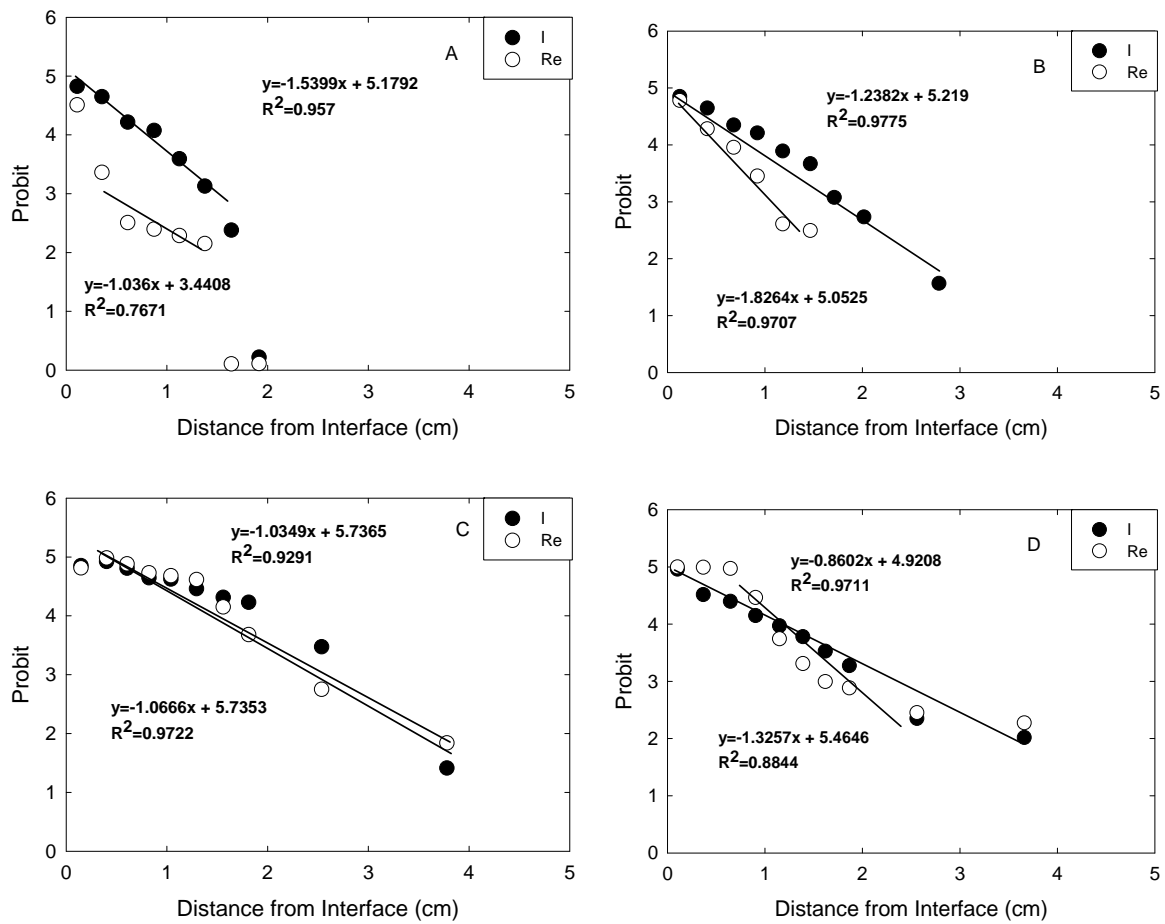 6
5
4
3
2
1
0
Probit
A
I
Re
y=-1.5399x + 5.1792
R2=0.957
y=-1.036x + 3.4408
R2=0.7671
0 1 2 3 4 5
Distance from Interface (cm)
6
5
4
3
2
1
0
Probit
B
I
Re
y=-1.2382x + 5.219
R2=0.9775
y=-1.8264x + 5.0525
R2=0.9707
0 1 2 3 4 5
Distance from Interface (cm)
6
5
4
3
2
1
0
Probit
C
I
Re
y=-1.0349x + 5.7365
R2=0.9291
y=-1.0666x + 5.7353
R2=0.9722
0 1 2 3 4 5
Distance from Interface (cm)
6
5
4
3
2
1
0
Probit
D
I
Re
y=-0.8602x + 4.9208
R2=0.9711
y=-1.3257x + 5.4646
R2=0.8844
0 1 2 3 4 5
Distance from Interface (cm)